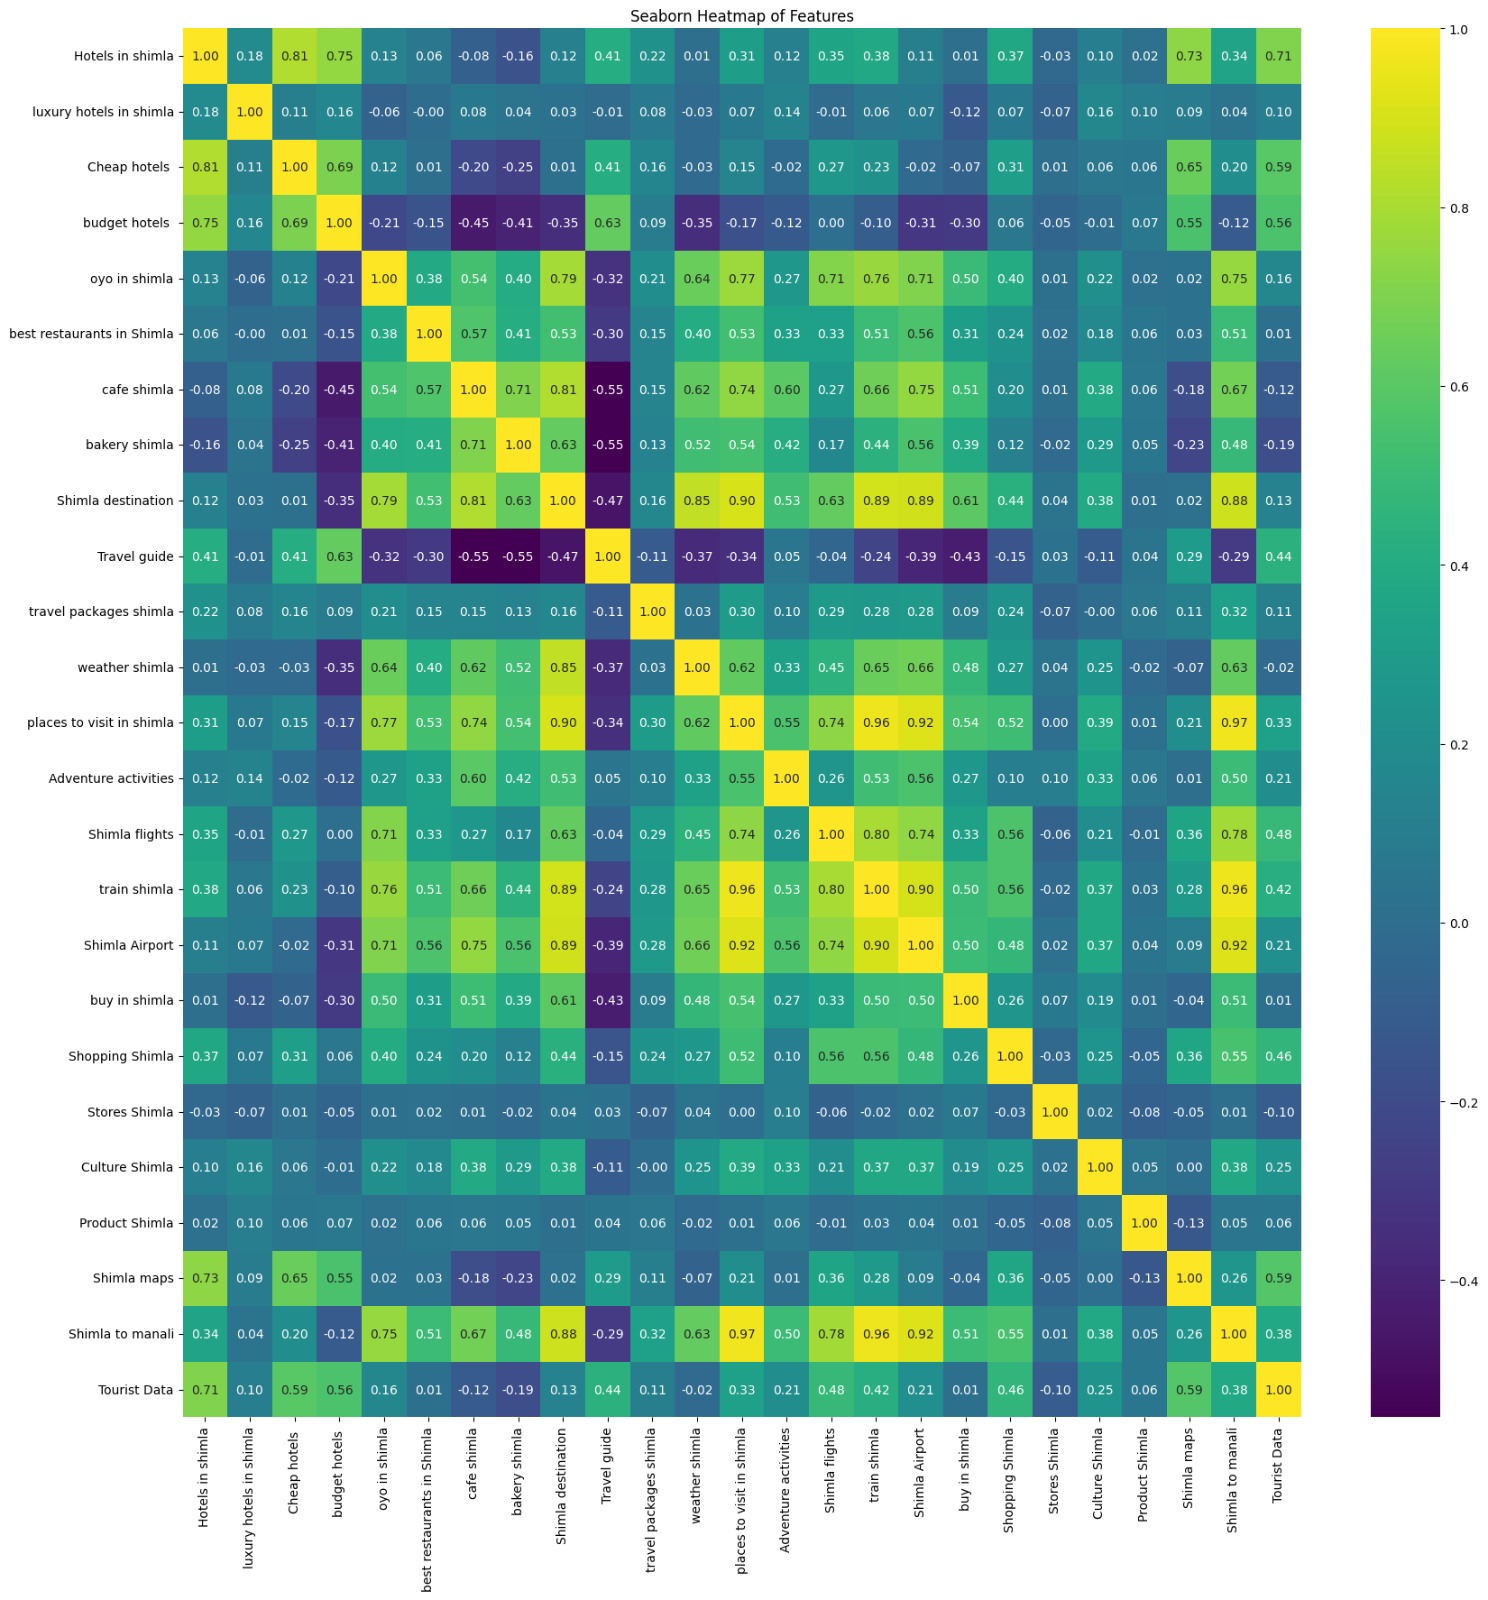 Seaborn Heatmap of Features
Hotels in shimla 1.00 0.18 0.81 0.75 0.13 0.06 -0.08 -0.16 0.12 0.41 0.22 0.01 0.31 0.12 0.35 0.38 0.11 0.01 0.37 -0.03 0.10 0.02 0.73 0.34 0.71
luxury hotels in shimla 0.18 1.00 0.11 0.16 -0.06 -0.00 0.08 0.04 0.03 -0.01 0.08 -0.03 0.07 0.14 -0.01 0.06 0.07 -0.12 0.07 -0.07 0.16 0.10 0.09 0.04 0.10
Cheap hotels 0.81 0.11 1.00 0.69 0.12 0.01 -0.20 -0.25 0.01 0.41 0.16 -0.03 0.15 -0.02 0.27 0.23 -0.02 -0.07 0.31 0.01 0.06 0.06 0.65 0.20 0.59
budget hotels 0.75 0.16 0.69 1.00 -0.21 -0.15 -0.45 -0.41 -0.35 0.63 0.09 -0.35 -0.17 -0.12 0.00 -0.10 -0.31 -0.30 0.06 -0.05 -0.01 0.07 0.55 -0.12 0.56
oyo in shimla 0.13 -0.06 0.12 -0.21 1.00 0.38 0.54 0.40 0.79 -0.32 0.21 0.64 0.77 0.27 0.71 0.76 0.71 0.50 0.40 0.01 0.22 0.02 0.02 0.75 0.16
best restaurants in Shimla 0.06 -0.00 0.01 -0.15 0.38 1.00 0.57 0.41 0.53 -0.30 0.15 0.40 0.53 0.33 0.33 0.51 0.56 0.31 0.24 0.02 0.18 0.06 0.03 0.51 0.01
cafe shimla -0.08 0.08 -0.20 -0.45 0.54 0.57 1.00 0.71 0.81 -0.55 0.15 0.62 0.74 0.60 0.27 0.66 0.75 0.51 0.20 0.01 0.38 0.06 -0.18 0.67 -0.12
bakery shimla -0.16 0.04 -0.25 -0.41 0.40 0.41 0.71 1.00 0.63 -0.55 0.13 0.52 0.54 0.42 0.17 0.44 0.56 0.39 0.12 -0.02 0.29 0.05 -0.23 0.48 -0.19
Shimla destination 0.12 0.03 0.01 -0.35 0.79 0.53 0.81 0.63 1.00 -0.47 0.16 0.85 0.90 0.53 0.63 0.89 0.89 0.61 0.44 0.04 0.38 0.01 0.02 0.88 0.13
Travel guide 0.41 -0.01 0.41 0.63 -0.32 -0.30 -0.55 -0.55 -0.47 1.00 -0.11 -0.37 -0.34 0.05 -0.04 -0.24 -0.39 -0.43 -0.15 0.03 -0.11 0.04 0.29 -0.29 0.44
travel packages shimla 0.22 0.08 0.16 0.09 0.21 0.15 0.15 0.13 0.16 -0.11 1.00 0.03 0.30 0.10 0.29 0.28 0.28 0.09 0.24 -0.07 -0.00 0.06 0.11 0.32 0.11
weather shimla 0.01 -0.03 -0.03 -0.35 0.64 0.40 0.62 0.52 0.85 -0.37 0.03 1.00 0.62 0.33 0.45 0.65 0.66 0.48 0.27 0.04 0.25 -0.02 -0.07 0.63 -0.02
places to visit in shimla 0.31 0.07 0.15 -0.17 0.77 0.53 0.74 0.54 0.90 -0.34 0.30 0.62 1.00 0.55 0.74 0.96 0.92 0.54 0.52 0.00 0.39 0.01 0.21 0.97 0.33
Adventure activities 0.12 0.14 -0.02 -0.12 0.27 0.33 0.60 0.42 0.53 0.05 0.10 0.33 0.55 1.00 0.26 0.53 0.56 0.27 0.10 0.10 0.33 0.06 0.01 0.50 0.21
Shimla flights 0.35 -0.01 0.27 0.00 0.71 0.33 0.27 0.17 0.63 -0.04 0.29 0.45 0.74 0.26 1.00 0.80 0.74 0.33 0.56 -0.06 0.21 -0.01 0.36 0.78 0.48
train shimla 0.38 0.06 0.23 -0.10 0.76 0.51 0.66 0.44 0.89 -0.24 0.28 0.65 0.96 0.53 0.80 1.00 0.90 0.50 0.56 -0.02 0.37 0.03 0.28 0.96 0.42
Shimla Airport 0.11 0.07 -0.02 -0.31 0.71 0.56 0.75 0.56 0.89 -0.39 0.28 0.66 0.92 0.56 0.74 0.90 1.00 0.50 0.48 0.02 0.37 0.04 0.09 0.92 0.21
buy in shimla 0.01 -0.12 -0.07 -0.30 0.50 0.31 0.51 0.39 0.61 -0.43 0.09 0.48 0.54 0.27 0.33 0.50 0.50 1.00 0.26 0.07 0.19 0.01 -0.04 0.51 0.01
Shopping Shimla 0.37 0.07 0.31 0.06 0.40 0.24 0.20 0.12 0.44 -0.15 0.24 0.27 0.52 0.10 0.56 0.56 0.48 0.26 1.00 -0.03 0.25 -0.05 0.36 0.55 0.46
Stores Shimla -0.03 -0.07 0.01 -0.05 0.01 0.02 0.01 -0.02 0.04 0.03 -0.07 0.04 0.00 0.10 -0.06 -0.02 0.02 0.07 -0.03 1.00 0.02 -0.08 -0.05 0.01 -0.10
Culture Shimla 0.10 0.16 0.06 -0.01 0.22 0.18 0.38 0.29 0.38 -0.11 -0.00 0.25 0.39 0.33 0.21 0.37 0.37 0.19 0.25 0.02 1.00 0.05 0.00 0.38 0.25
Product Shimla 0.02 0.10 0.06 0.07 0.02 0.06 0.06 0.05 0.01 0.04 0.06 -0.02 0.01 0.06 -0.01 0.03 0.04 0.01 -0.05 -0.08 0.05 1.00 -0.13 0.05 0.06
Shimla maps 0.73 0.09 0.65 0.55 0.02 0.03 -0.18 -0.23 0.02 0.29 0.11 -0.07 0.21 0.01 0.36 0.28 0.09 -0.04 0.36 -0.05 0.00 -0.13 1.00 0.26 0.59
Shimla to manali 0.34 0.04 0.20 -0.12 0.75 0.51 0.67 0.48 0.88 -0.29 0.32 0.63 0.97 0.50 0.78 0.96 0.92 0.51 0.55 0.01 0.38 0.05 0.26 1.00 0.38
Tourist Data 0.71 0.10 0.59 0.56 0.16 0.01 -0.12 -0.19 0.13 0.44 0.11 -0.02 0.33 0.21 0.48 0.42 0.21 0.01 0.46 -0.10 0.25 0.06 0.59 0.38 1.00
Hotels in shimla
luxury hotels in shimla
Cheap hotels
budget hotels
oyo in shimla
best restaurants in Shimla
cafe shimla
bakery shimla
Shimla destination
Travel guide
travel packages shimla
weather shimla
places to visit in shimla
Adventure activities
Shimla flights
train shimla
Shimla Airport
buy in shimla
Shopping Shimla
Stores Shimla
Culture Shimla
Product Shimla
Shimla maps
Shimla to manali
Tourist Data
1.0
0.8
0.6
0.4
0.2
0.0
−0.2
−0.4